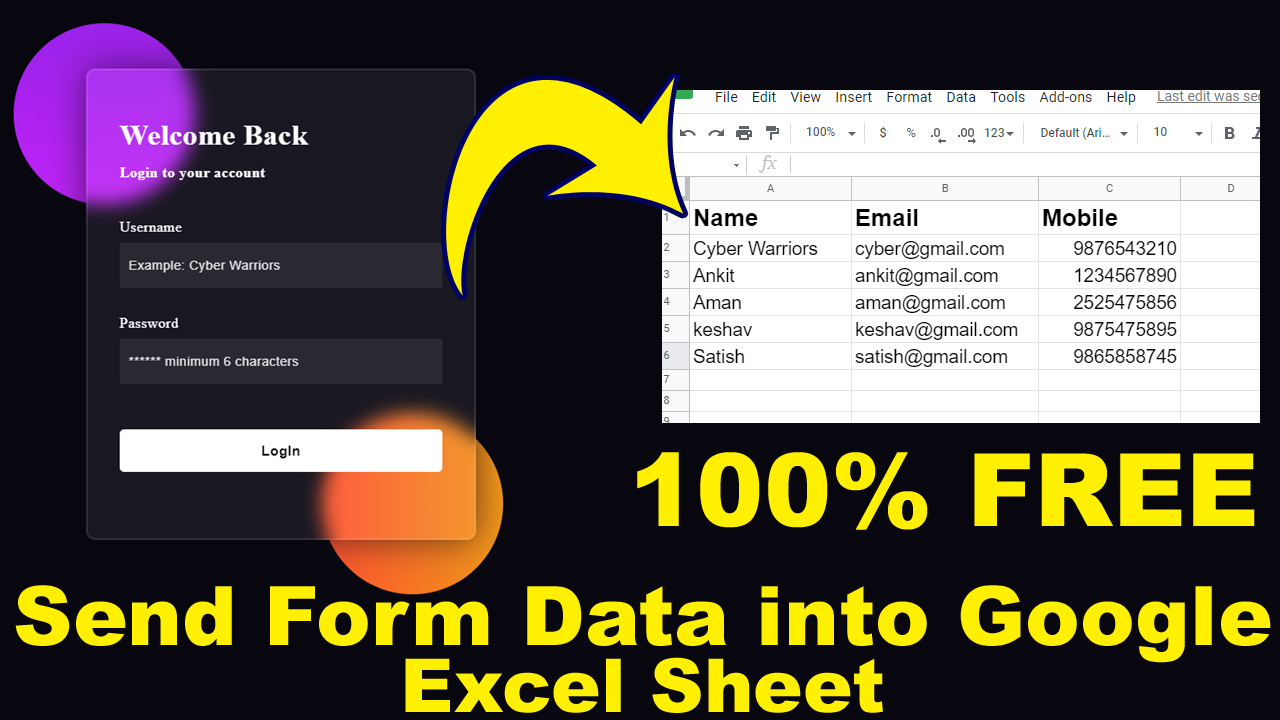 Welcome Back
Login to your account
Username
Example: Cyber Warriors
Password
****** minimum 6 characters
LogIn
File Edit View Insert Format Data Tools Add-ons Help Last edit was
100% $ % .0 .00 123 Default (Ari... 10 B I
fx
A B C D
1 Name Email Mobile
2 Cyber Warriors cyber@gmail.com 9876543210
3 Ankit ankit@gmail.com 1234567890
4 Aman aman@gmail.com 2525475856
5 keshav keshav@gmail.com 9875475895
6 Satish satish@gmail.com 9865858745
7
8
9
100% FREE
Send Form Data into Google
Excel Sheet